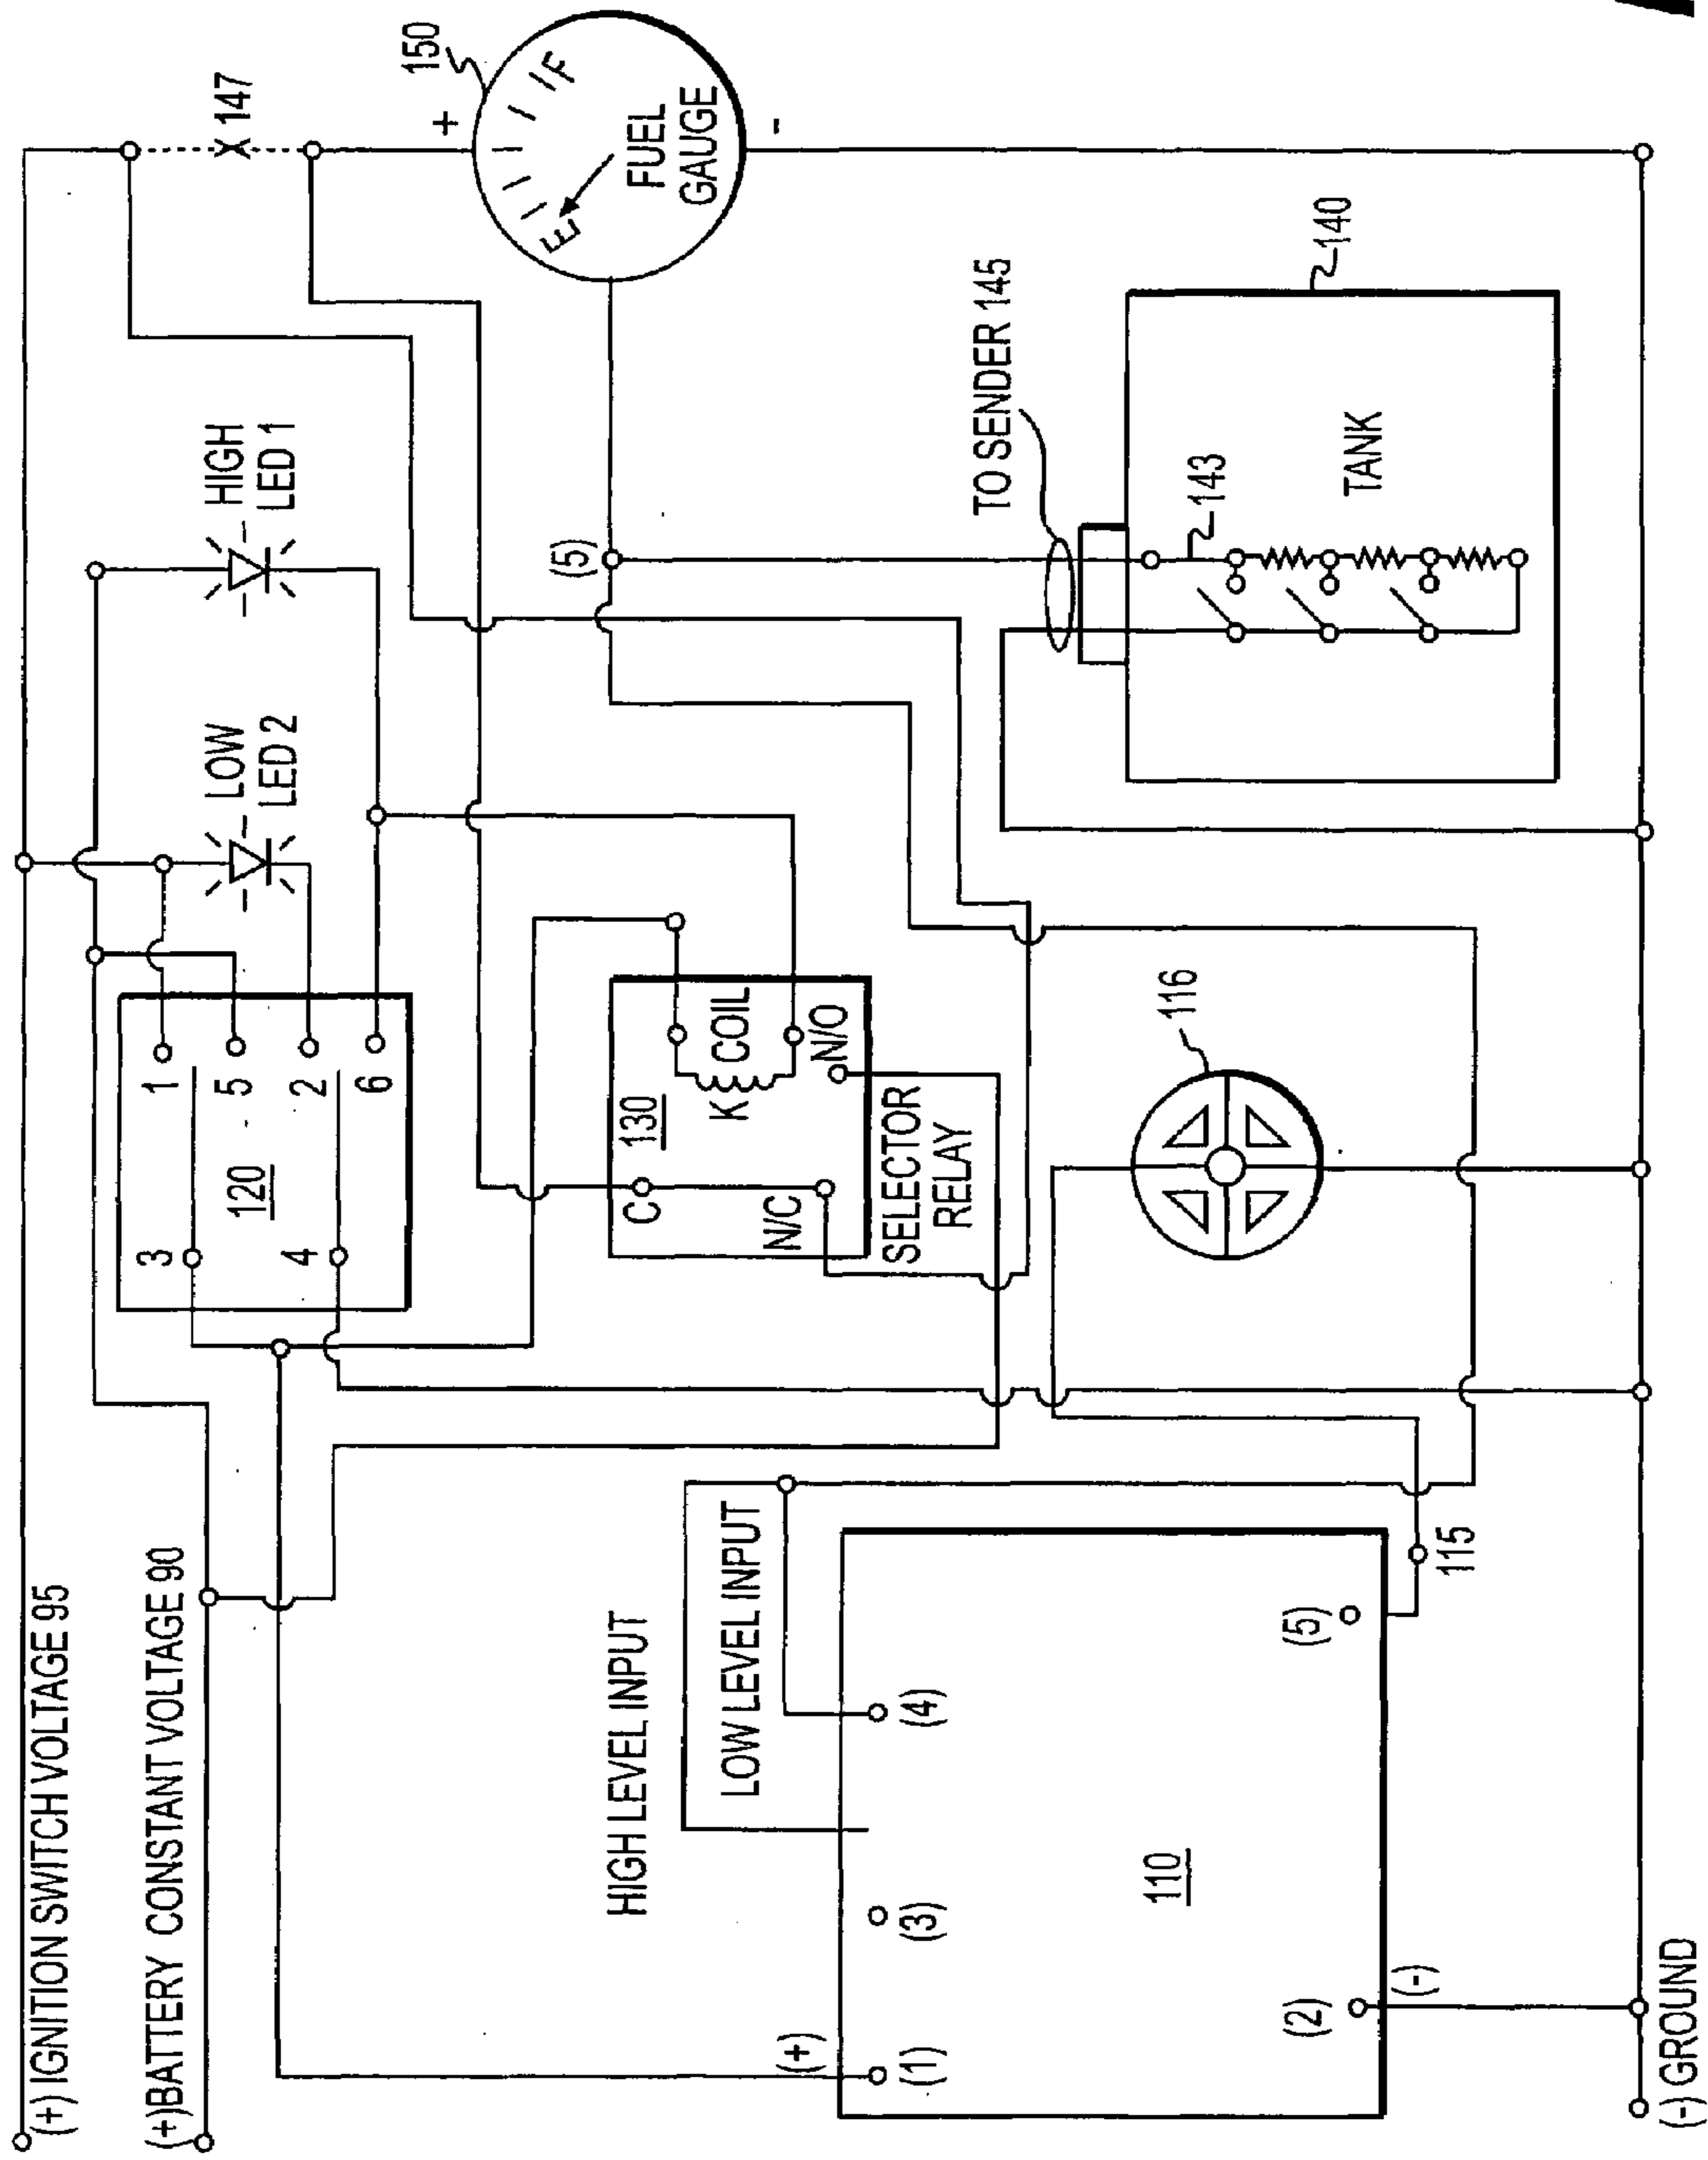 (+) IGNITION SWITCH VOLTAGE 95
(+)BATTERY CONSTANT VOLTAGE 90
3
4
120
1
5
2
6
LOW
LED 2
HIGH
LED 1
X 147
+
150
E
F
FUEL
GAUGE
-
(5)
130
C
N/C
K
COIL
N/O
SELECTOR
RELAY
TO SENDER 145
140
143
TANK
116
HIGH LEVEL INPUT
LOW LEVEL INPUT
(+)
(1)
(3)
(4)
110
(2)
(-)
(5)
115
(-) GROUND